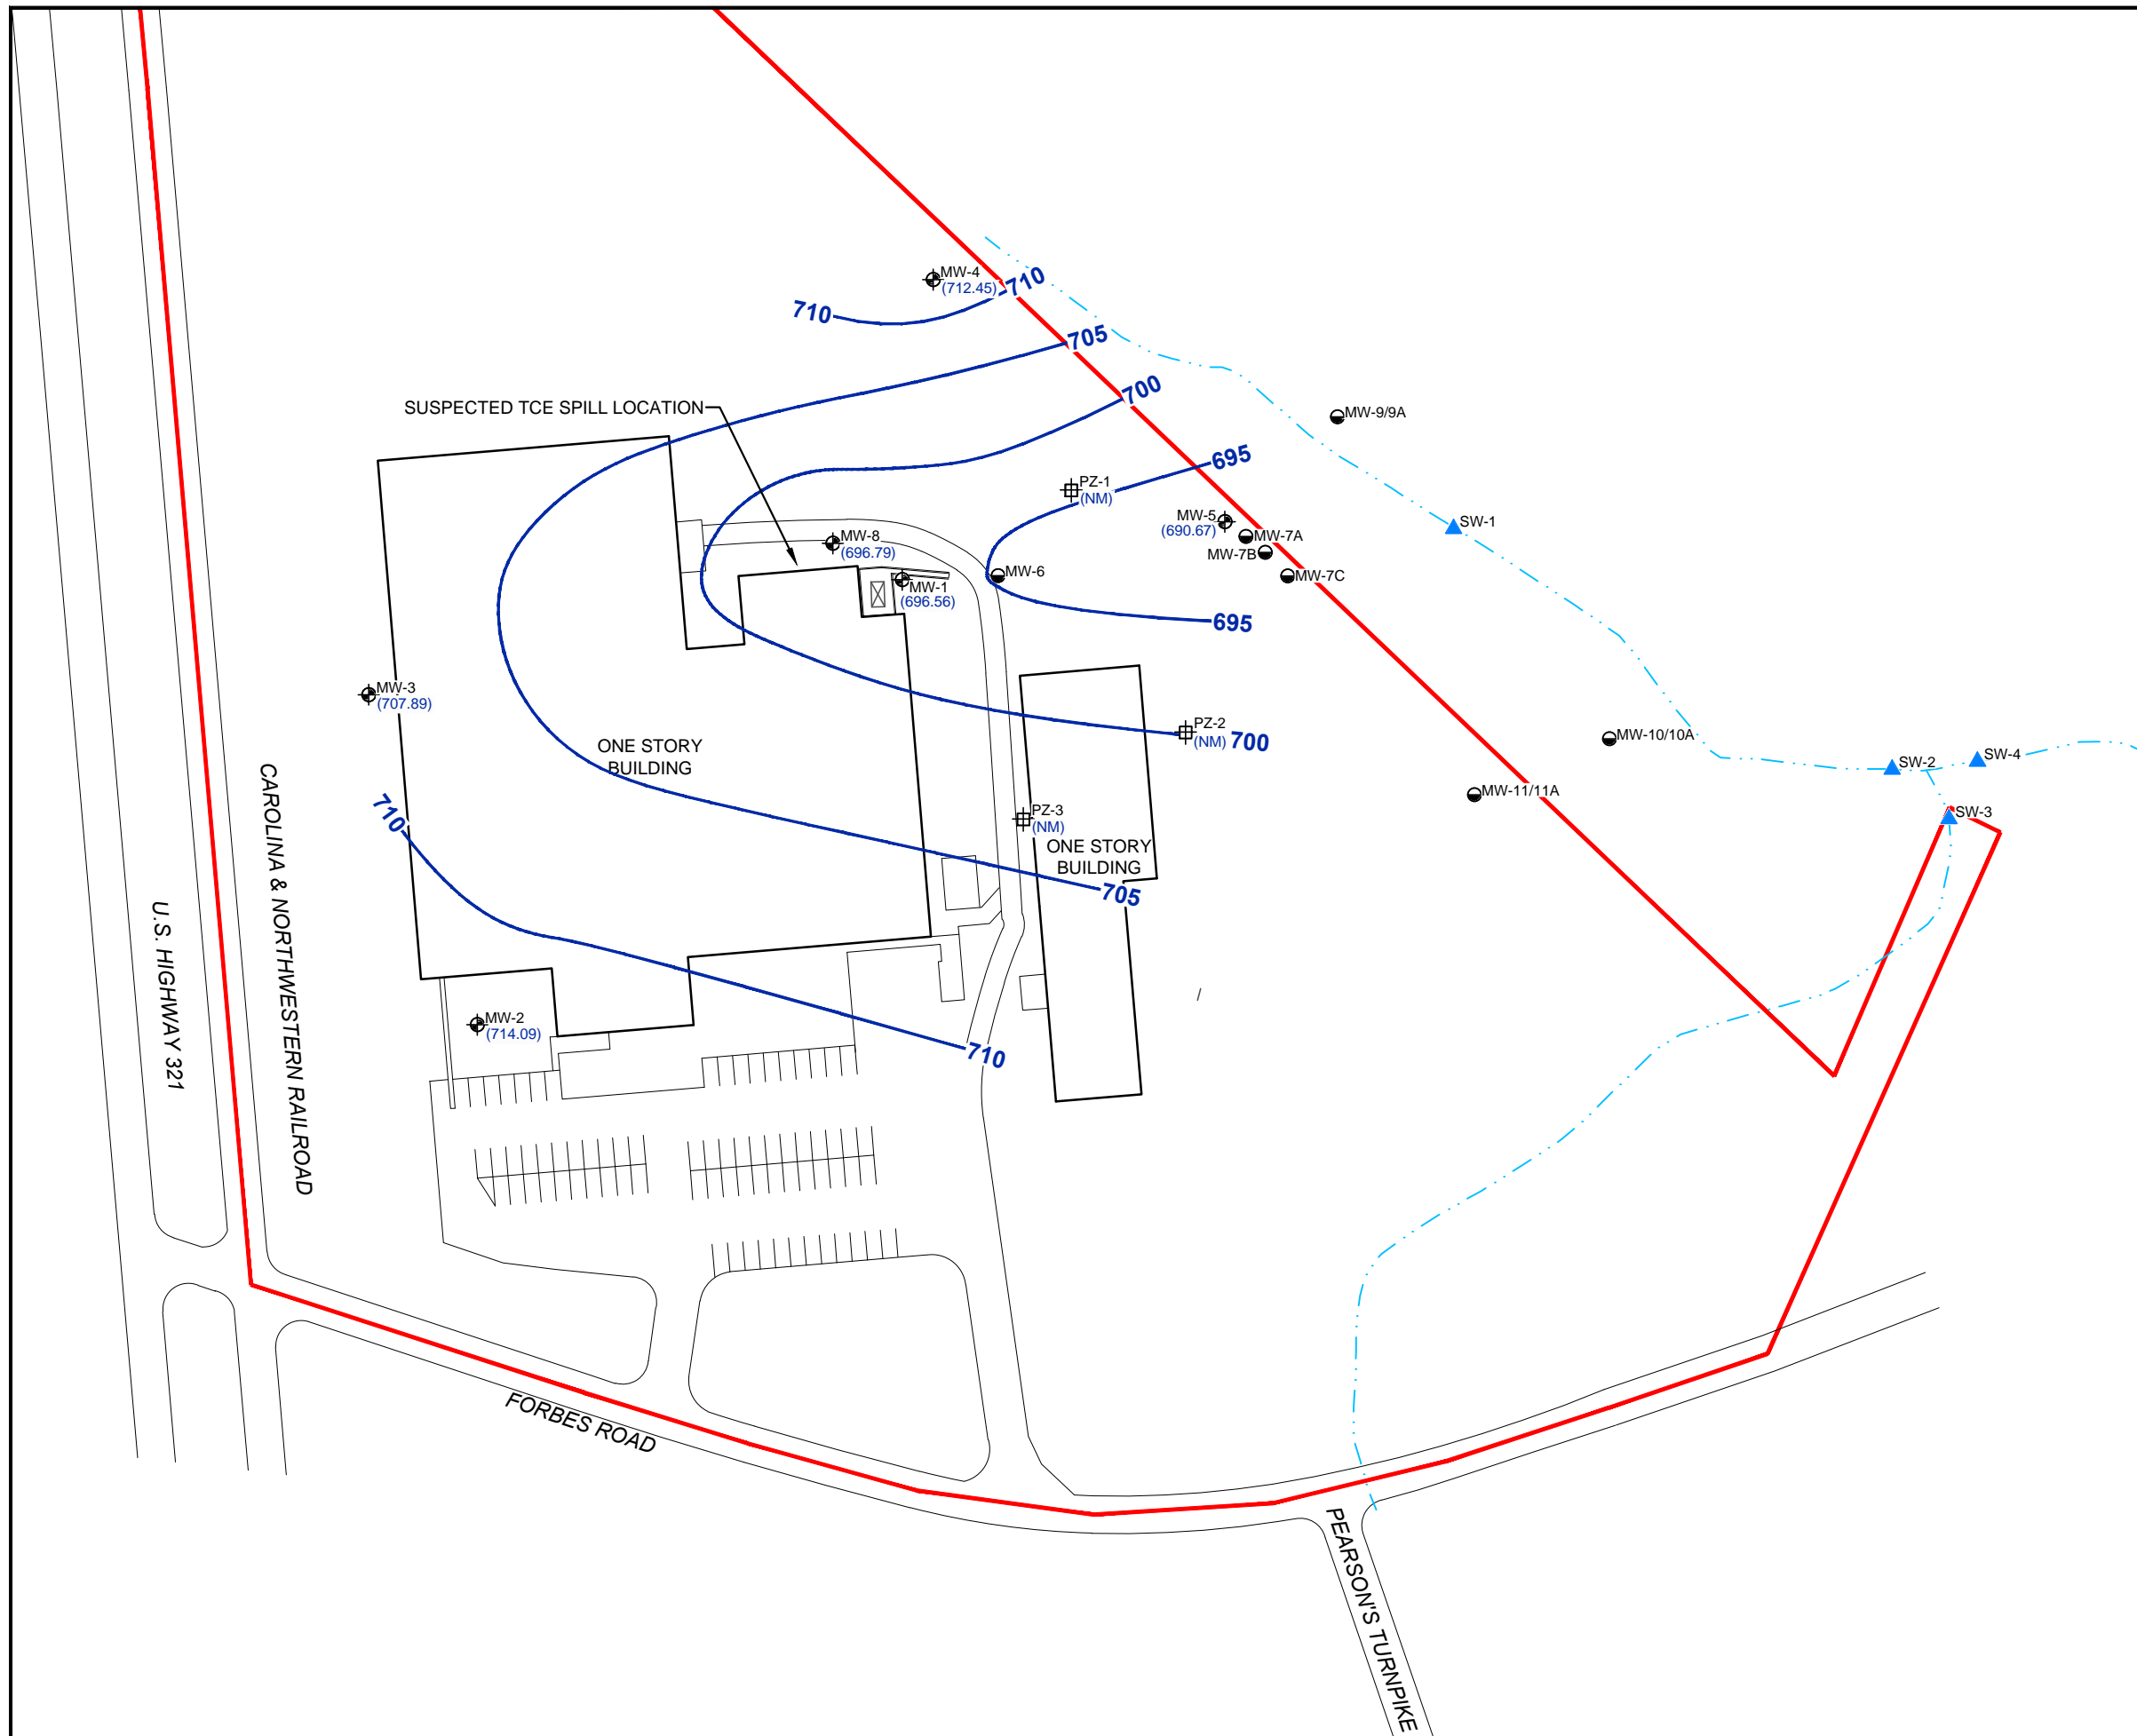 MW-4
(712.45)
710
710
705
SUSPECTED TCE SPILL LOCATION
700
MW-9/9A
695
PZ-1
(NM)
MW-5
(690.67)
MW-7A
MW-7B
MW-7C
SW-1
MW-8
(696.79)
MW-6
MW-1
(696.56)
695
MW-3
(707.89)
ONE STORY
BUILDING
PZ-2
(NM)
700
MW-10/10A
SW-2
SW-4
MW-11/11A
SW-3
710
PZ-3
(NM)
ONE STORY
BUILDING
705
CAROLINA & NORTHWESTERN RAILROAD
U.S. HIGHWAY 321
MW-2
(714.09)
710
FORBES ROAD
PEARSON'S TURNPIKE